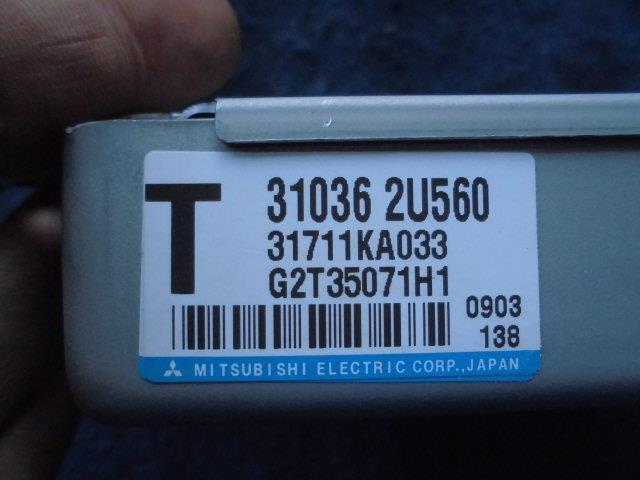 T
31036 2U560
31711KA033
G2T35071H1
0903
138
MITSUBISHI ELECTRIC CORP.,JAPAN